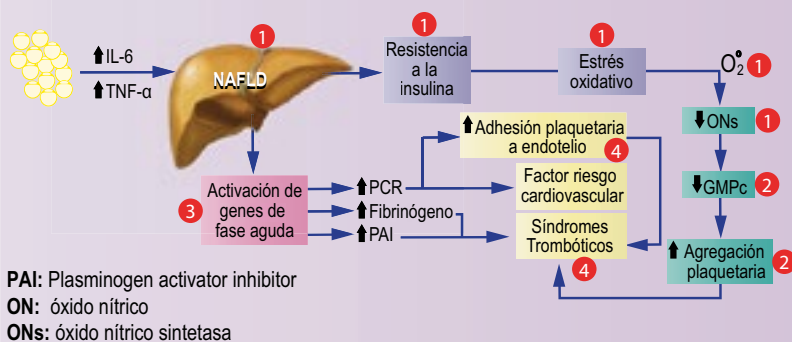 ⬆IL-6
⬆TNF-α
1
NAFLD
1
Resistencia
a la
insulina
1
Estrés
oxidativo
O₂° 1
⬇ONs 1
⬇GMPc 2
⬆ Agregación
plaquetaria 2
⬆Adhesión plaquetaria
a endotelio
4
Factor riesgo
cardiovascular
Síndromes
Trombóticos
4
3
Activación de
genes de
fase aguda
⬆PCR
⬆Fibrinógeno
⬆PAI
PAI: Plasminogen activator inhibitor
ON: óxido nítrico
ONs: óxido nítrico sintetasa